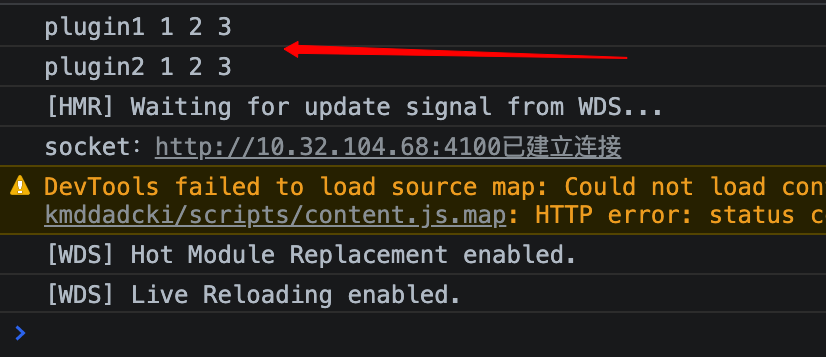 plugin1 1 2 3
plugin2 1 2 3
[HMR] Waiting for update signal from WDS...
socket: http://10.32.104.68:4100已建立连接
DevTools failed to load source map: Could not load
kmddadcki/scripts/content.js.map: HTTP error: status
[WDS] Hot Module Replacement enabled.
[WDS] Live Reloading enabled.